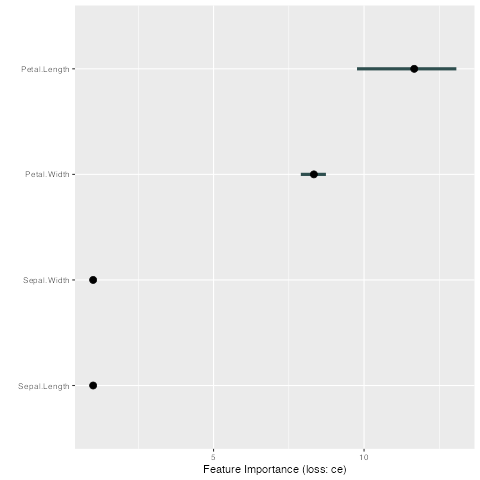 Petal.Length
Petal.Width
Sepal.Width
Sepal.Length
5 10
Feature Importance (loss: ce)